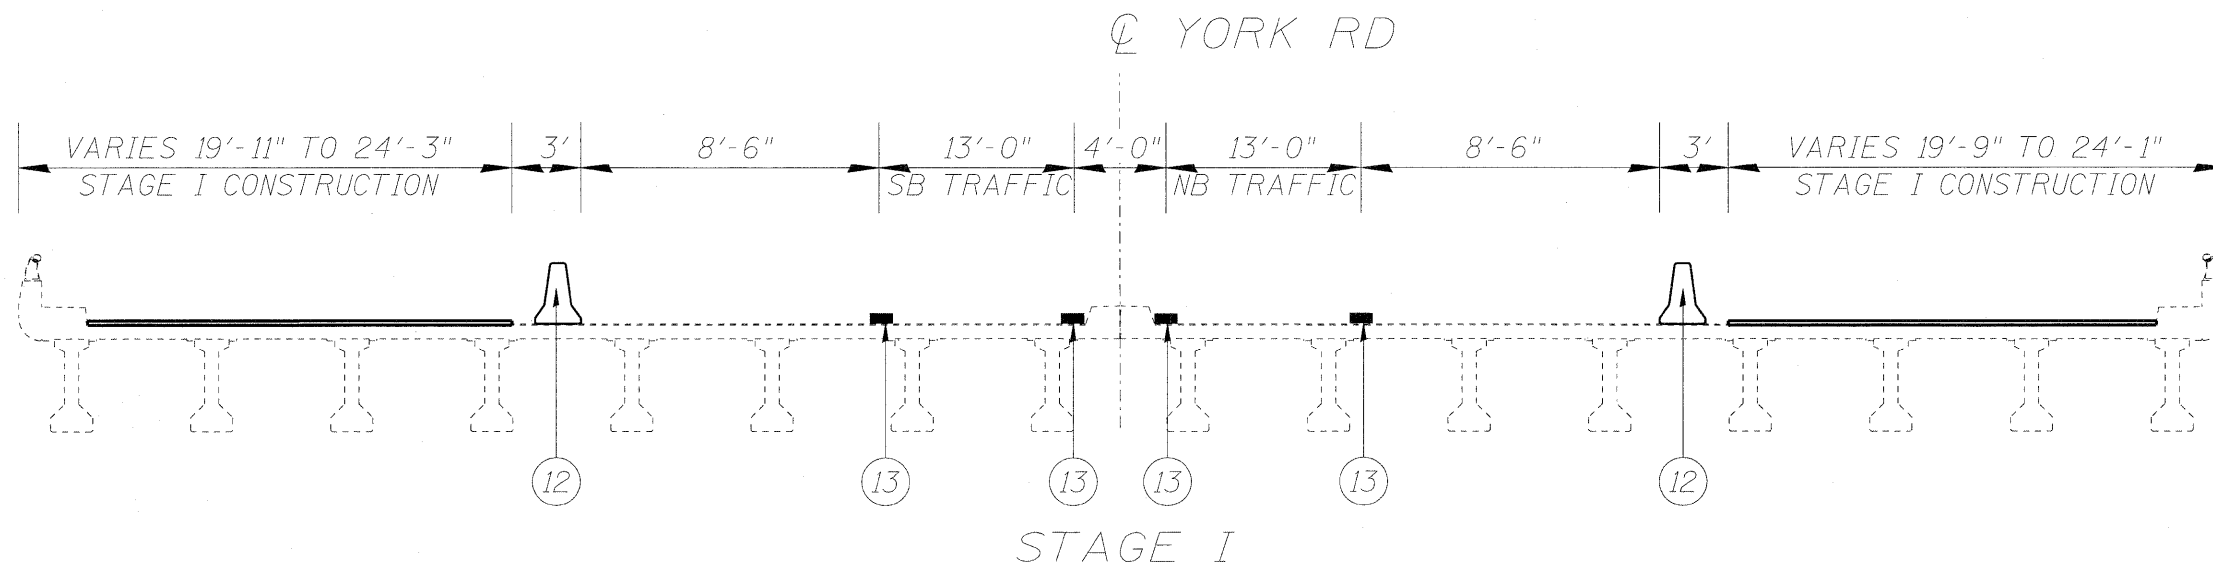 ℄ YORK RD
VARIES 19'-11" TO 24'-3" 3' 8'-6" 13'-0" 4'-0" 13'-0" 8'-6" 3' VARIES 19'-9" TO 24'-1"
STAGE I CONSTRUCTION SB TRAFFIC NB TRAFFIC STAGE I CONSTRUCTION
12 13 13 13 13 12
STAGE I